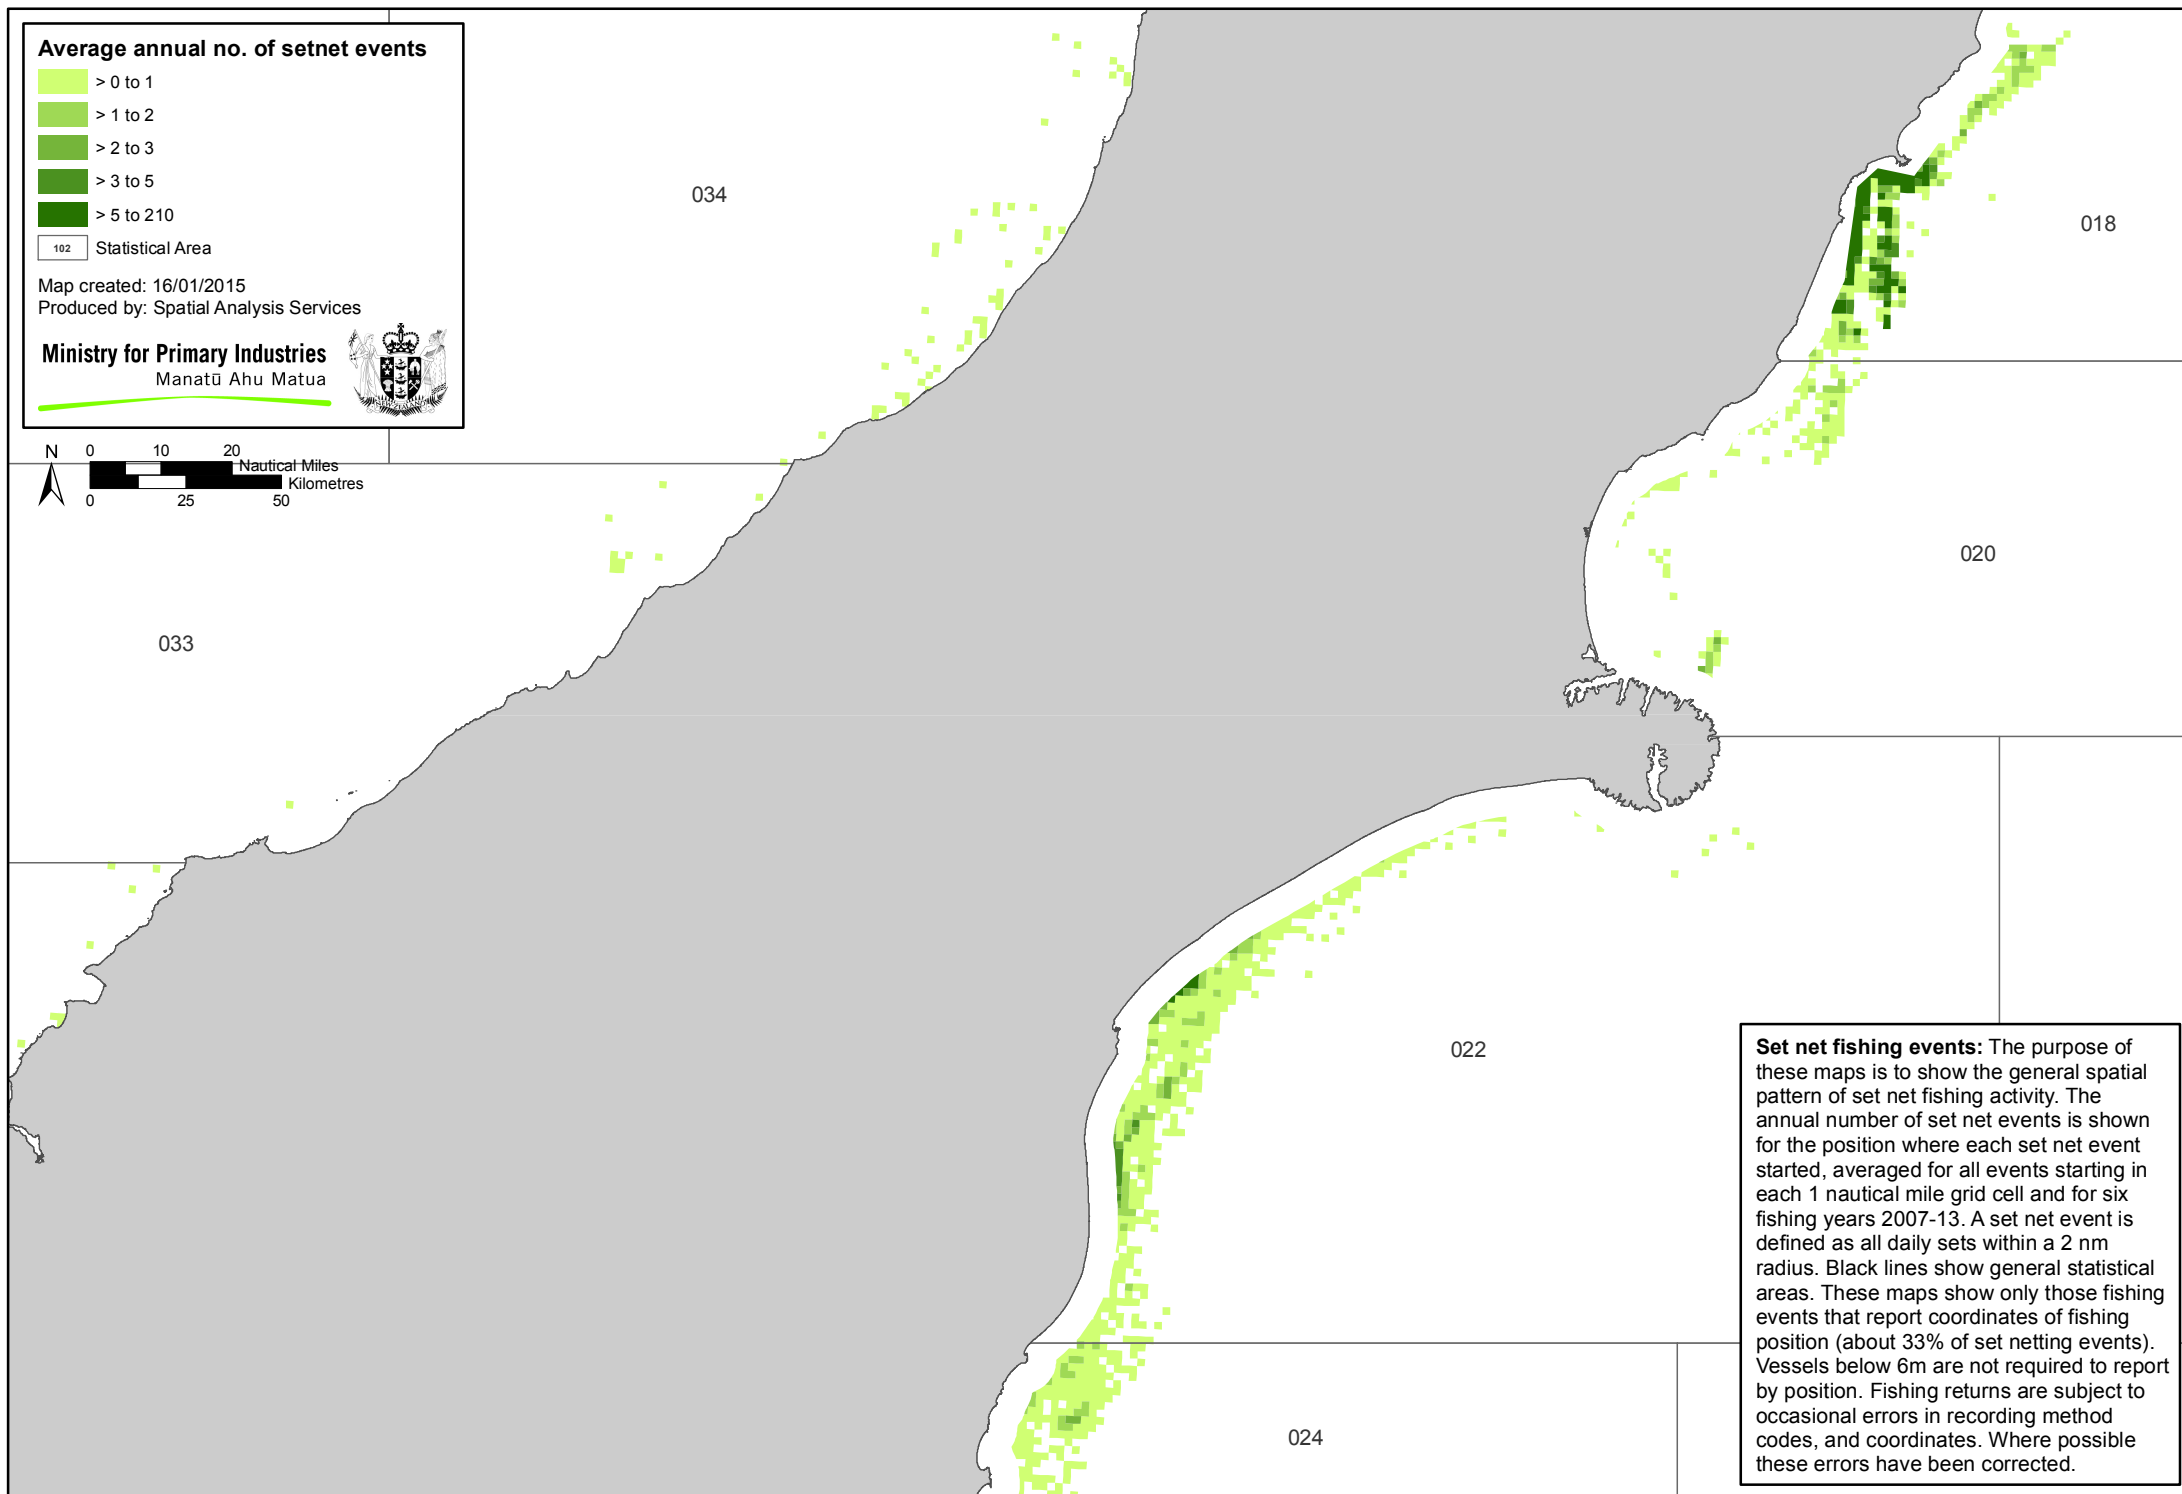 Average annual no. of setnet events
> 0 to 1
> 1 to 2
> 2 to 3
> 3 to 5
> 5 to 210
102 Statistical Area
Map created: 16/01/2015
Produced by: Spatial Analysis Services
Ministry for Primary Industries
Manatū Ahu Matua
NEW ZEALAND
N
0 10 20
Nautical Miles
Kilometres
0 25 50
034
018
020
033
022
024
Set net fishing events: The purpose of
these maps is to show the general spatial
pattern of set net fishing activity. The
annual number of set net events is shown
for the position where each set net event
started, averaged for all events starting in
each 1 nautical mile grid cell and for six
fishing years 2007-13. A set net event is
defined as all daily sets within a 2 nm
radius. Black lines show general statistical
areas. These maps show only those fishing
events that report coordinates of fishing
position (about 33% of set netting events).
Vessels below 6m are not required to report
by position. Fishing returns are subject to
occasional errors in recording method
codes, and coordinates. Where possible
these errors have been corrected.